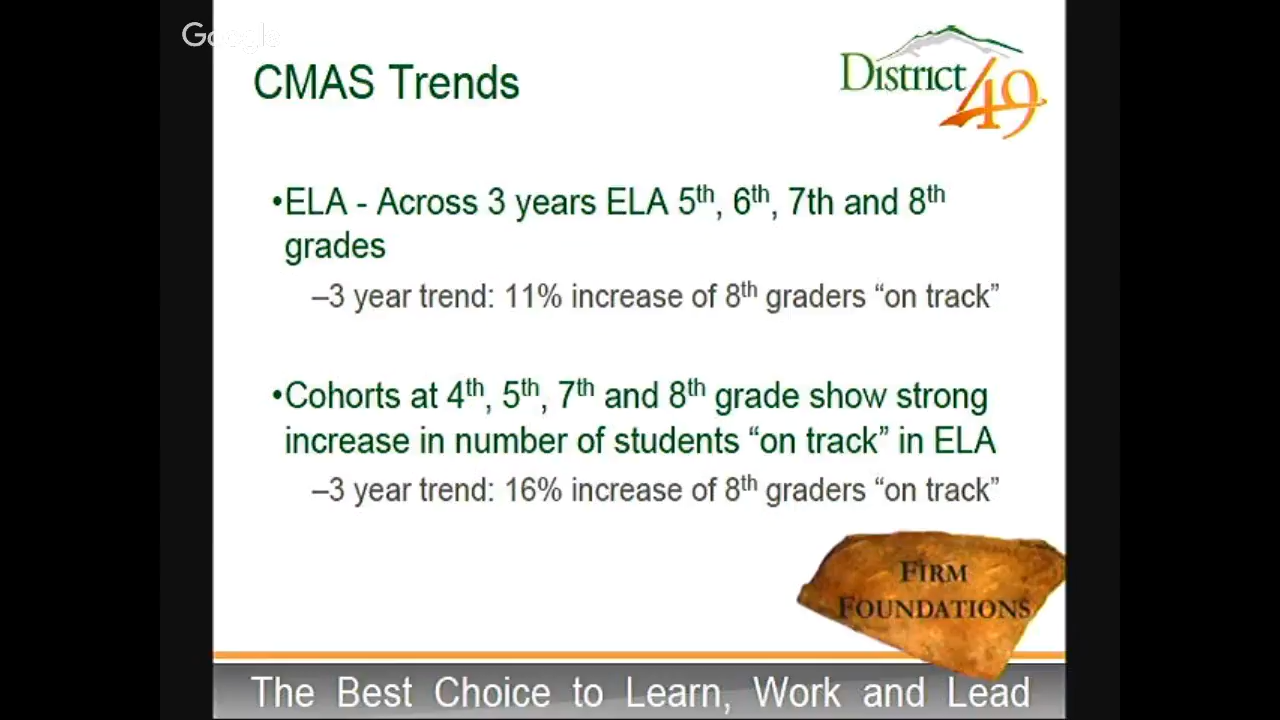 Google
CMAS Trends
District
49
•ELA - Across 3 years ELA 5th, 6th, 7th and 8th
grades
–3 year trend: 11% increase of 8th graders “on track”
•Cohorts at 4th, 5th, 7th and 8th grade show strong
increase in number of students “on track” in ELA
–3 year trend: 16% increase of 8th graders “on track”
FIRM
FOUNDATIONS
The Best Choice to Learn, Work and Lead